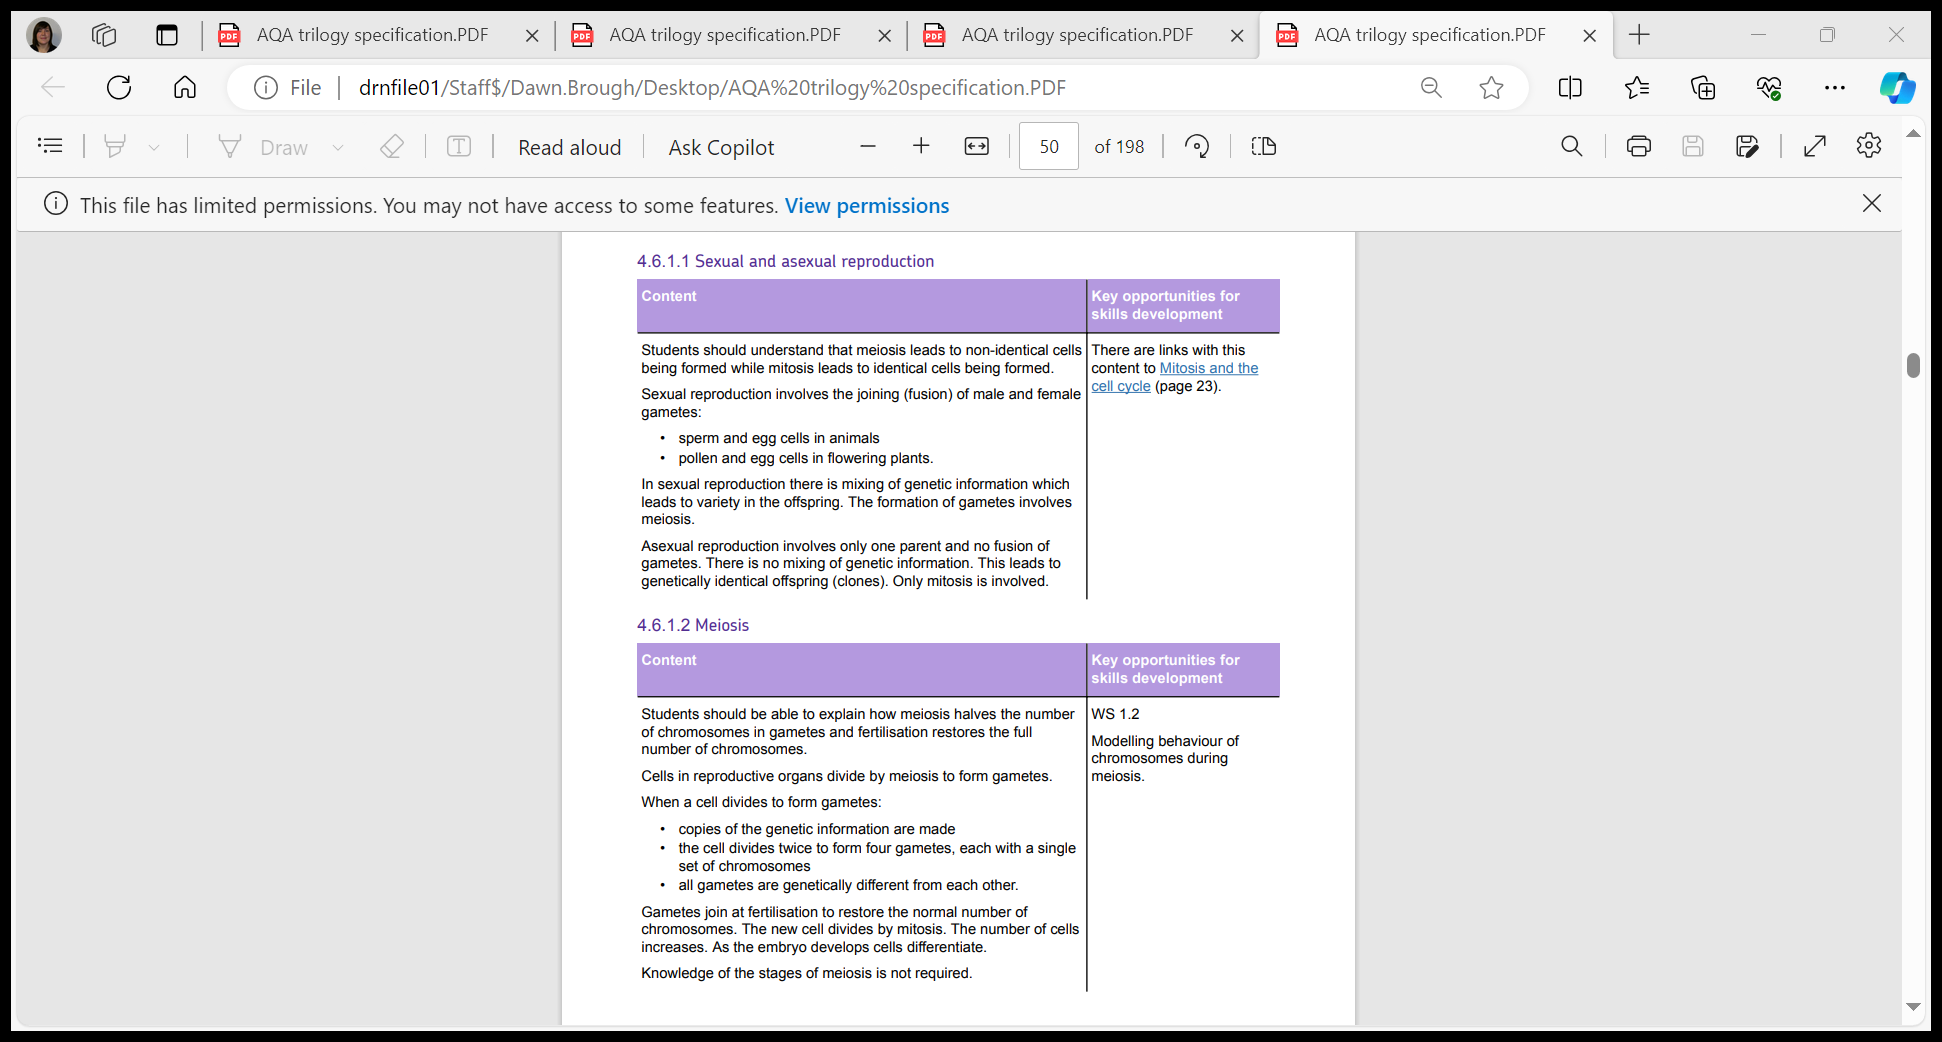 AQA trilogy specification.PDF
AQA trilogy specification.PDF
AQA trilogy specification.PDF
AQA trilogy specification.PDF
File
drnfile01/Staff$/Dawn.Brough/Desktop/AQA%20trilogy%20specification.PDF
Draw
Read aloud
Ask Copilot
50 of 198
This file has limited permissions. You may not have access to some features. View permissions
4.6.1.1 Sexual and asexual reproduction
Content
Key opportunities for
skills development
Students should understand that meiosis leads to non-identical cells
being formed while mitosis leads to identical cells being formed.
Sexual reproduction involves the joining (fusion) of male and female
gametes:
• sperm and egg cells in animals
• pollen and egg cells in flowering plants.
In sexual reproduction there is mixing of genetic information which
leads to variety in the offspring. The formation of gametes involves
meiosis.
Asexual reproduction involves only one parent and no fusion of
gametes. There is no mixing of genetic information. This leads to
genetically identical offspring (clones). Only mitosis is involved.
There are links with this
content to Mitosis and the
cell cycle (page 23).
4.6.1.2 Meiosis
Content
Key opportunities for
skills development
Students should be able to explain how meiosis halves the number
of chromosomes in gametes and fertilisation restores the full
number of chromosomes.
Cells in reproductive organs divide by meiosis to form gametes.
When a cell divides to form gametes:
• copies of the genetic information are made
• the cell divides twice to form four gametes, each with a single
set of chromosomes
• all gametes are genetically different from each other.
Gametes join at fertilisation to restore the normal number of
chromosomes. The new cell divides by mitosis. The number of cells
increases. As the embryo develops cells differentiate.
Knowledge of the stages of meiosis is not required.
WS 1.2
Modelling behaviour of
chromosomes during
meiosis.